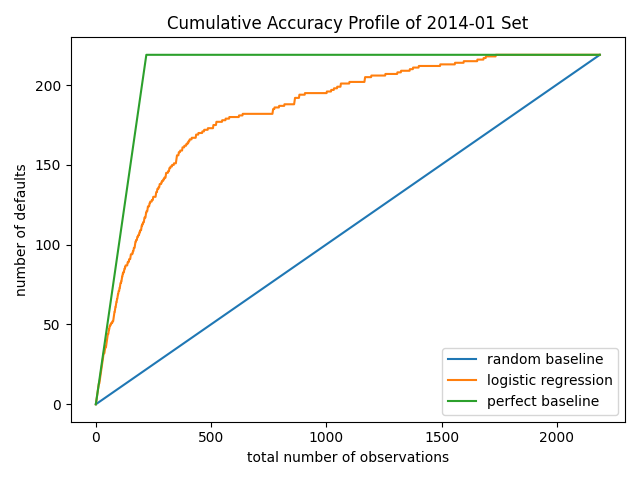 Cumulative Accuracy Profile of 2014-01 Set
number of defaults
200
150
100
50
0
0 500 1000 1500 2000
total number of observations
random baseline
logistic regression
perfect baseline